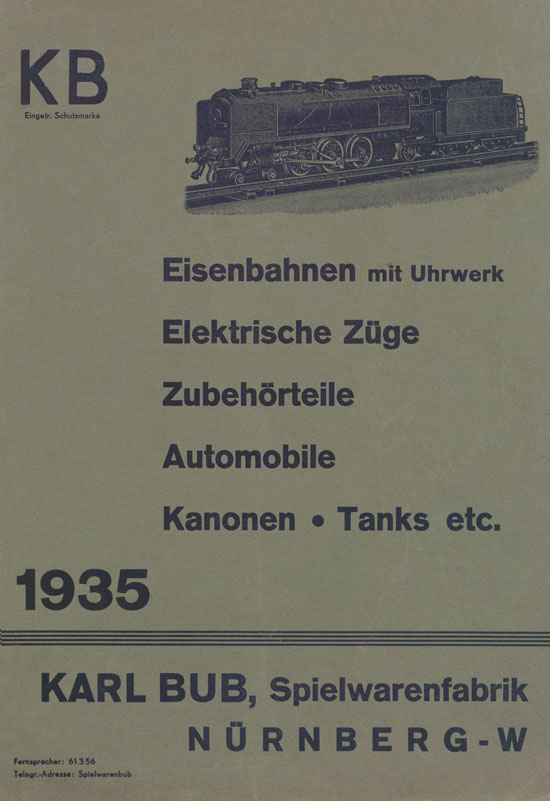 KB
Eingetr. Schutzmarke
Eisenbahnen mit Uhrwerk
Elektrische Züge
Zubehörteile
Automobile
Kanonen • Tanks etc.
1935
KARL BUB, Spielwarenfabrik
NÜRNBERG-W
Fernsprecher: 61356
Telegr.-Adresse: Spielwarenbub